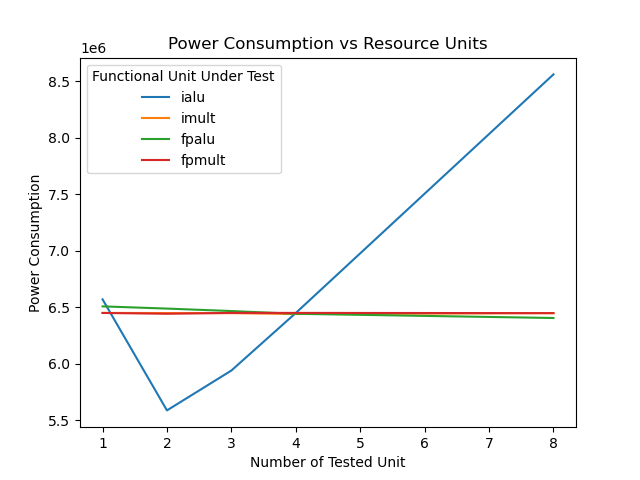 Power Consumption vs Resource Units
1e6
Functional Unit Under Test
ialu
imult
fpalu
fpmult
8.5
8.0
7.5
7.0
6.5
6.0
5.5
Power Consumption
1 2 3 4 5 6 7 8
Number of Tested Unit